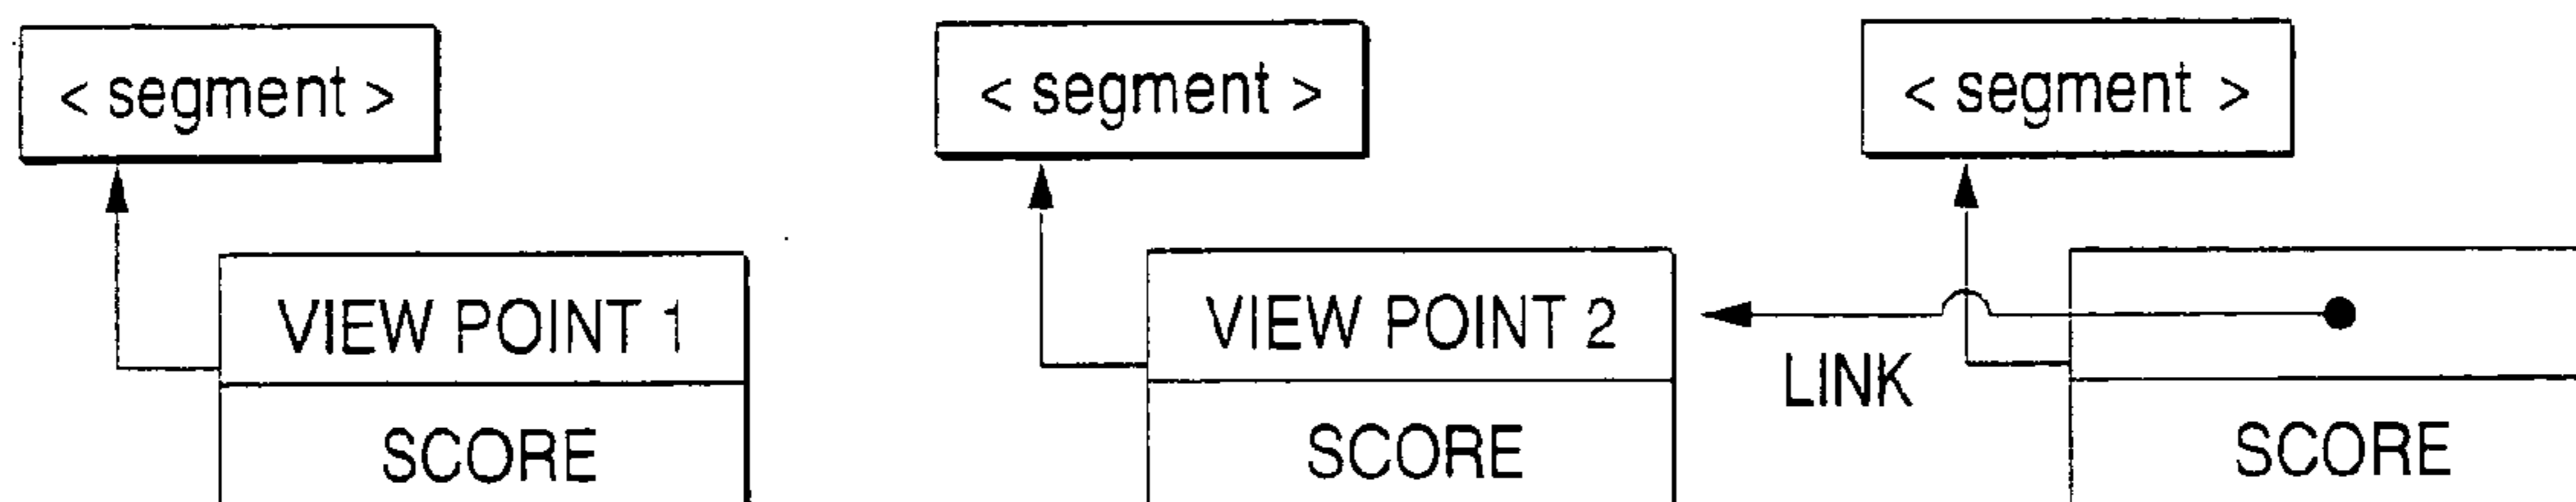 < segment > < segment > < segment >
VIEW POINT 1 VIEW POINT 2
LINK
SCORE SCORE SCORE